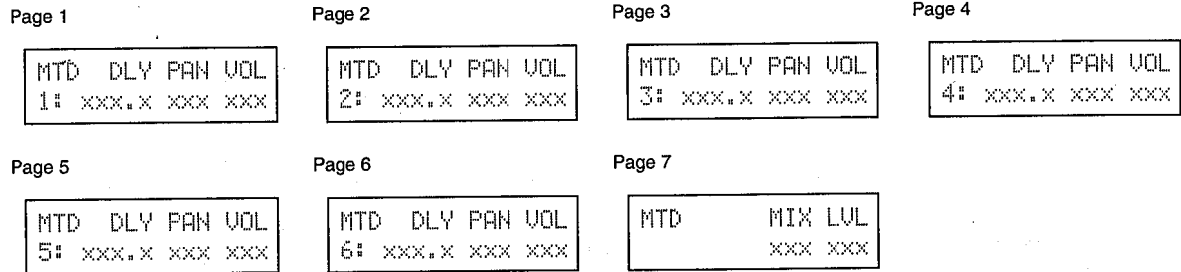 Page 1
MTD DLY PAN VOL
1: xxx.x xxx xxx
Page 2
MTD DLY PAN VOL
2: xxx.x xxx xxx
Page 3
MTD DLY PAN VOL
3: xxx.x xxx xxx
Page 4
MTD DLY PAN VOL
4: xxx.x xxx xxx
Page 5
MTD DLY PAN VOL
5: xxx.x xxx xxx
Page 6
MTD DLY PAN VOL
6: xxx.x xxx xxx
Page 7
MTD MIX LVL
xxx xxx